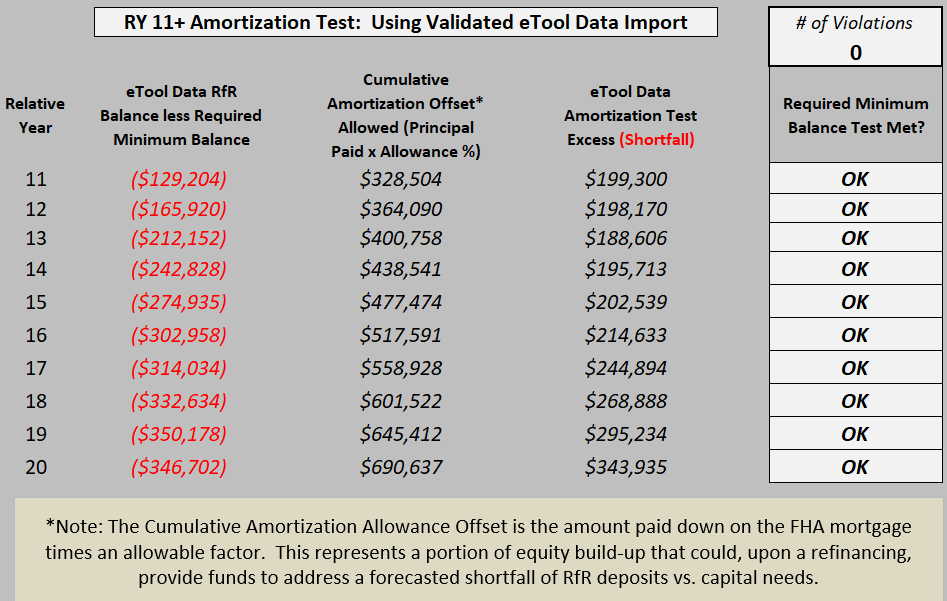 RY 11+ Amortization Test:  Using Validated eTool Data Import
# of Violations
0
Relative Year
eTool Data RfR Balance less Required Minimum Balance
Cumulative Amortization Offset* Allowed (Principal Paid x Allowance %)
eTool Data Amortization Test Excess (Shortfall)
Required Minimum Balance Test Met?
11 ($129,204) $328,504 $199,300 OK
12 ($165,920) $364,090 $198,170 OK
13 ($212,152) $400,758 $188,606 OK
14 ($242,828) $438,541 $195,713 OK
15 ($274,935) $477,474 $202,539 OK
16 ($302,958) $517,591 $214,633 OK
17 ($314,034) $558,928 $244,894 OK
18 ($332,634) $601,522 $268,888 OK
19 ($350,178) $645,412 $295,234 OK
20 ($346,702) $690,637 $343,935 OK
*Note: The Cumulative Amortization Allowance Offset is the amount paid down on the FHA mortgage
times an allowable factor.  This represents a portion of equity build-up that could, upon a refinancing,
provide funds to address a forecasted shortfall of RfR deposits vs. capital needs.